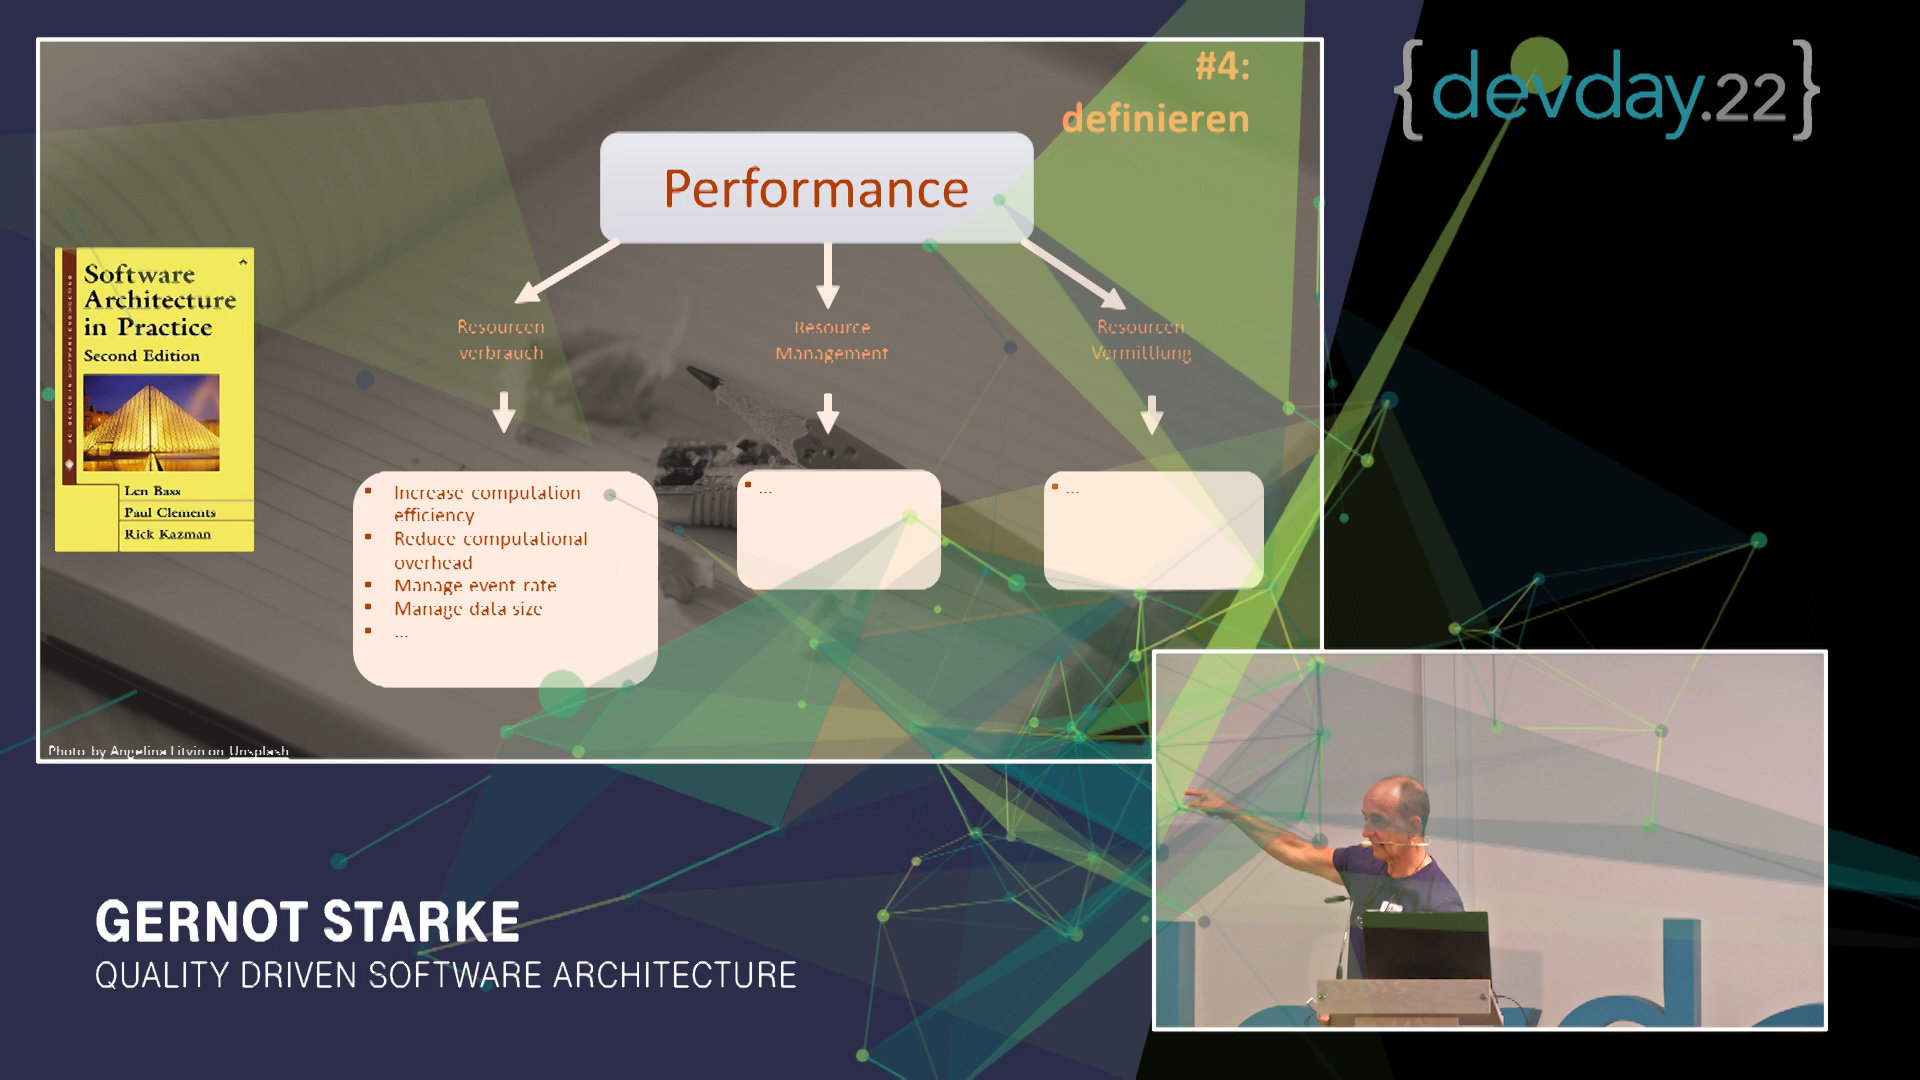 #4:
definieren
{devday.22}
Performance
Software
Architecture
in Practice
Second Edition
Len Bass
Paul Clements
Rick Kazman
Resourcen
verbrauch
Resource
Management
Resourcen
Vermittlung
Increase computation
efficiency
Reduce computational
overhead
Manage event rate
Manage data size
...
...
...
Photo by Angelina Litvin on Unsplash
GERNOT STARKE
QUALITY DRIVEN SOFTWARE ARCHITECTURE